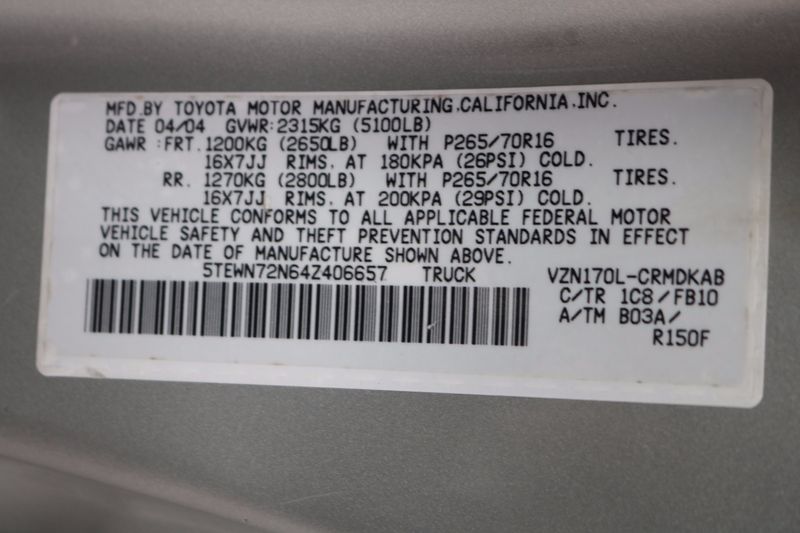 MFD.BY TOYOTA MOTOR MANUFACTURING.CALIFORNIA.INC.
DATE 04/04 GVWR:2315KG (5100LB)
GAWR :FRT. 1200KG (2650LB) WITH P265/70R16 TIRES.
16X7JJ RIMS. AT 180KPA (26PSI) COLD.
RR. 1270KG (2800LB) WITH P265/70R16 TIRES.
16X7JJ RIMS. AT 200KPA (29PSI) COLD.
THIS VEHICLE CONFORMS TO ALL APPLICABLE FEDERAL MOTOR
VEHICLE SAFETY AND THEFT PREVENTION STANDARDS IN EFFECT
ON THE DATE OF MANUFACTURE SHOWN ABOVE.
5TEWN72N64Z406657 TRUCK VZN170L-CRMDKAB
C/TR 1C8/FB10
A/TM B03A/
R150F